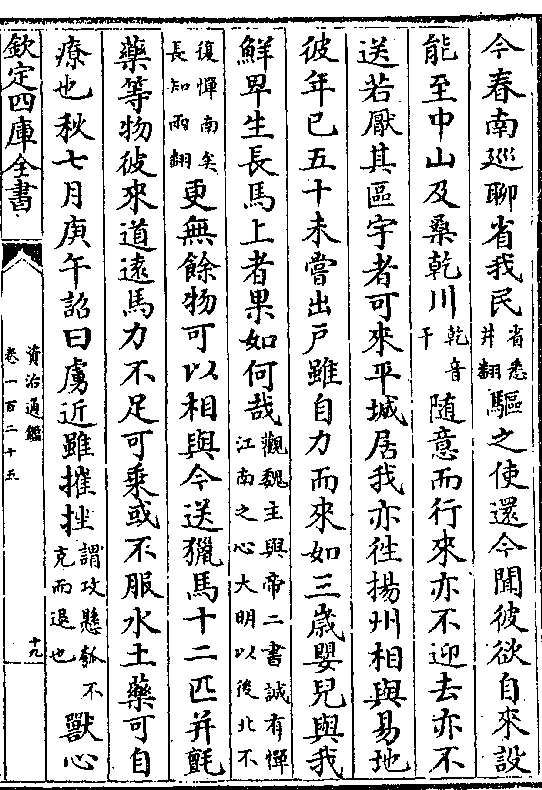 今春南巡聊省我民省悉井翻驅之使還今聞彼欲自來設
能至中山及桑乾川乾音干随意而行來亦不迎去亦不
送若厭其區宇者可來平城居我亦徃揚州相與易地
彼年已五十未嘗出戶雖自力而來如三歳嬰兒與我
鮮卑生長馬上者果如何哉觀魏主與帝二書誠有憚江南之心大明以後北不
復憚南矣長知兩翻更無餘物可以相與今送獵馬十二匹并氊
藥等物彼來道遠馬力不足可乗或不服水土藥可自
療也秋七月庚午詔曰虜近雖摧挫謂攻懸瓠不克而退也獸心
欽定四庫全書
資治通鑑
卷一百二十五
十九